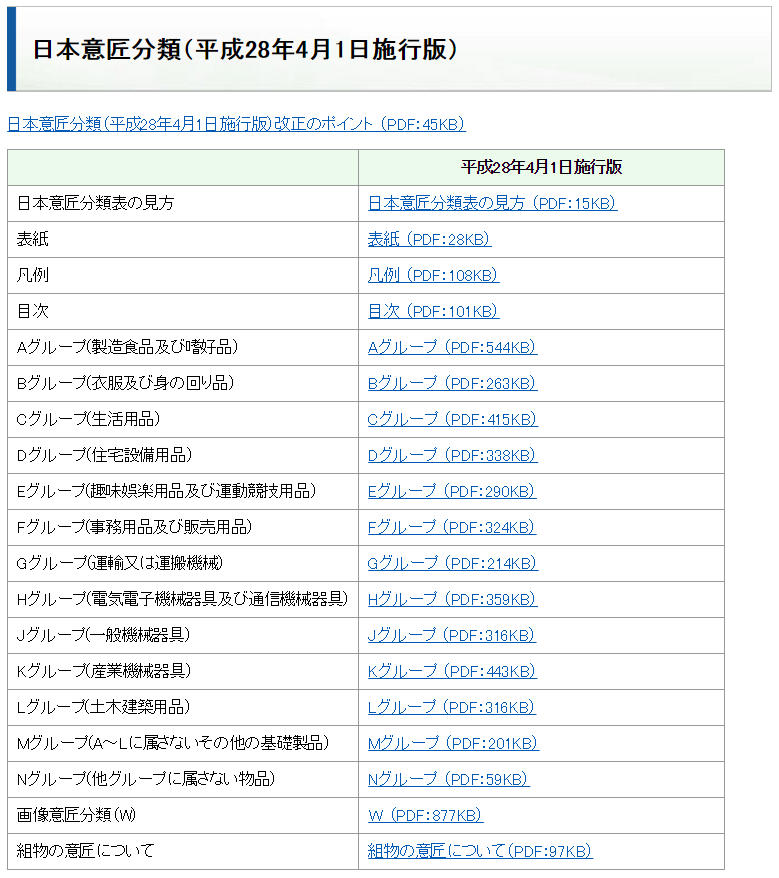 日本意匠分類（平成28年4月1日施行版）
日本意匠分類（平成28年4月1日施行版）改正のポイント（PDF：45KB）
平成28年4月1日施行版
日本意匠分類表の見方 日本意匠分類表の見方（PDF：15KB）
表紙 表紙（PDF：28KB）
凡例 凡例（PDF：108KB）
目次 目次（PDF：101KB）
Aグループ(製造食品及び嗜好品) Aグループ（PDF：544KB）
Bグループ(衣服及び身の回り品) Bグループ（PDF：263KB）
Cグループ(生活用品) Cグループ（PDF：415KB）
Dグループ(住宅設備用品) Dグループ（PDF：338KB）
Eグループ(趣味娯楽用品及び運動競技用品) Eグループ（PDF：290KB）
Fグループ(事務用品及び販売用品) Fグループ（PDF：324KB）
Gグループ(運輸又は運搬機械) Gグループ（PDF：214KB）
Hグループ(電気電子機械器具及び通信機械器具) Hグループ（PDF：359KB）
Jグループ(一般機械器具) Jグループ（PDF：316KB）
Kグループ(産業機械器具) Kグループ（PDF：443KB）
Lグループ(土木建築用品) Lグループ（PDF：316KB）
Mグループ(A～Lに属さないその他の基礎製品) Mグループ（PDF：201KB）
Nグループ(他グループに属さない物品) Nグループ（PDF：59KB）
画像意匠分類(W) W（PDF：877KB）
組物の意匠について 組物の意匠について（PDF：97KB）